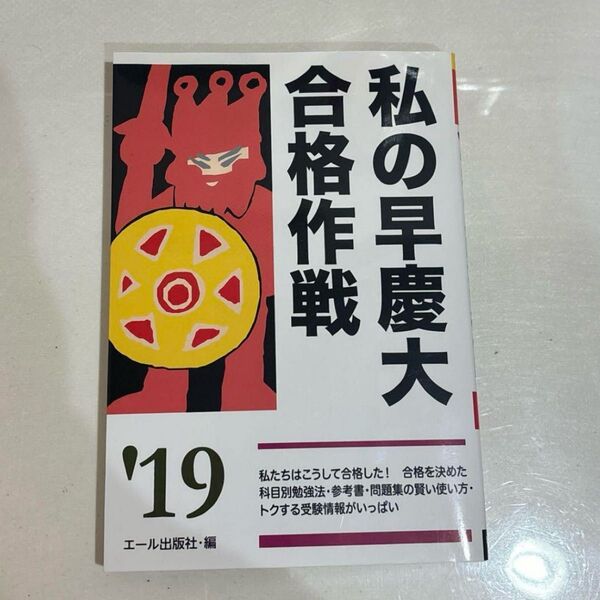 私の早慶大
合格作戦
'19
私たちはこうして合格した！ 合格を決めた
科目別勉強法・参考書・問題集の賢い使い方・
トクする受験情報がいっぱい
エール出版社・編